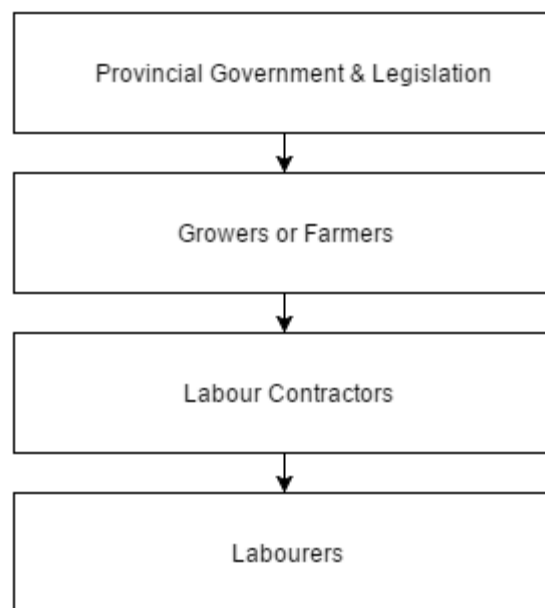 Provincial Government & Legislation
Growers or Farmers
Labour Contractors
Labourers